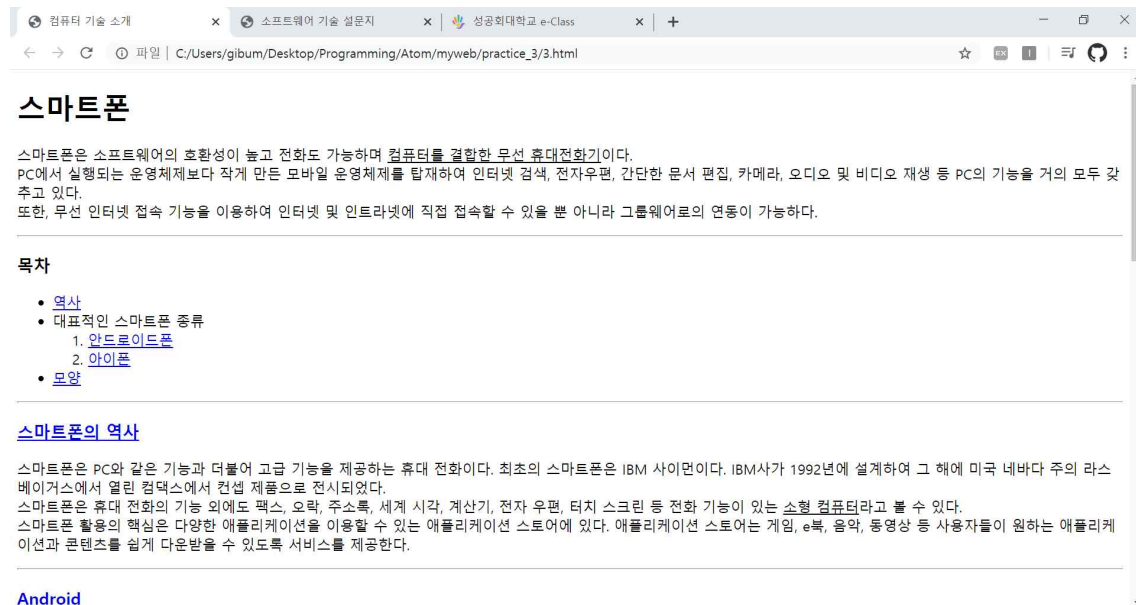 컴퓨터 기술 소개
소프트웨어 기술 설문지
성공회대학교 e-Class
파일 | C:/Users/gibum/Desktop/Programming/Atom/myweb/practice_3/3.html
EX
스마트폰
스마트폰은 소프트웨어의 호환성이 높고 전화도 가능하며 컴퓨터를 결합한 무선 휴대전화기이다.
PC에서 실행되는 운영체제보다 작게 만든 모바일 운영체제를 탑재하여 인터넷 검색, 전자우편, 간단한 문서 편집, 카메라, 오디오 및 비디오 재생 등 PC의 기능을 거의 모두 갖
추고 있다.
또한, 무선 인터넷 접속 기능을 이용하여 인터넷 및 인트라넷에 직접 접속할 수 있을 뿐 아니라 그룹웨어로의 연동이 가능하다.
목차
• 역사
• 대표적인 스마트폰 종류
1. 안드로이드폰
2. 아이폰
• 모양
스마트폰의 역사
스마트폰은 PC와 같은 기능과 더불어 고급 기능을 제공하는 휴대 전화이다. 최초의 스마트폰은 IBM 사이먼이다. IBM사가 1992년에 설계하여 그 해에 미국 네바다 주의 라스
베이거스에서 열린 컴댁스에서 컨셉 제품으로 전시되었다.
스마트폰은 휴대 전화의 기능 외에도 팩스, 오락, 주소록, 세계 시각, 계산기, 전자 우편, 터치 스크린 등 전화 기능이 있는 소형 컴퓨터라고 볼 수 있다.
스마트폰 활용의 핵심은 다양한 애플리케이션을 이용할 수 있는 애플리케이션 스토어에 있다. 애플리케이션 스토어는 게임, e북, 음악, 동영상 등 사용자들이 원하는 애플리케
이션과 콘텐츠를 쉽게 다운받을 수 있도록 서비스를 제공한다.
Android